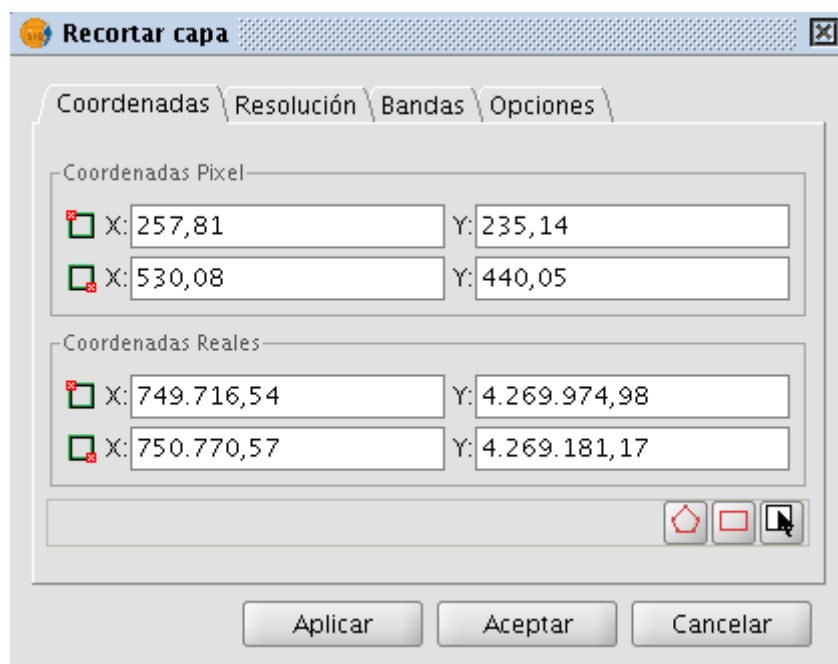 Recortar capa
Coordenadas Resolución Bandas Opciones
Coordenadas Pixel
X: 257,81 Y: 235,14
X: 530,08 Y: 440,05
Coordenadas Reales
X: 749.716,54 Y: 4.269.974,98
X: 750.770,57 Y: 4.269.181,17
Aplicar Aceptar Cancelar